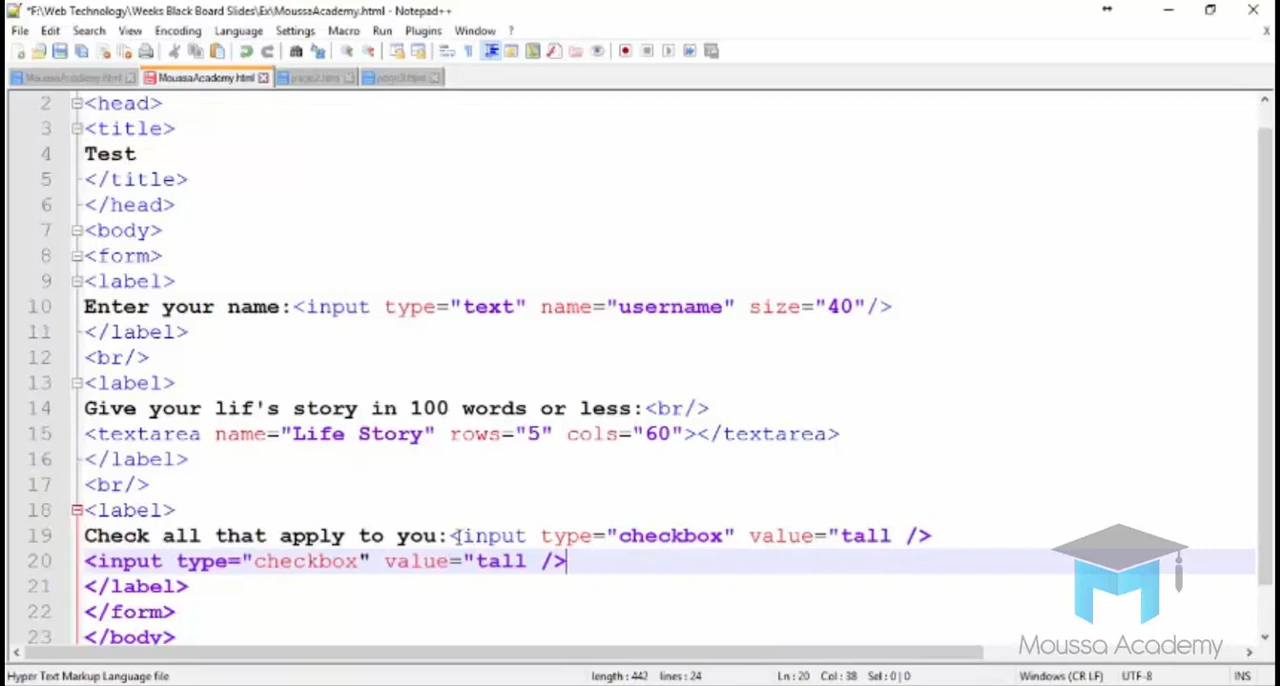 *F:\Web Technology\Weeks Black Board Slides\Ex\MoussaAcademy.html - Notepad++
File Edit Search View Encoding Language Settings Macro Run Plugins Window ?
MoussaAcademy.html MoussaAcademy.html page2.html page3.html
2 <head>
3 <title>
4 Test
5 </title>
6 </head>
7 <body>
8 <form>
9 <label>
10 Enter your name:<input type="text" name="username" size="40"/>
11 </label>
12 <br/>
13 <label>
14 Give your lif's story in 100 words or less:<br/>
15 <textarea name="Life Story" rows="5" cols="60"></textarea>
16 </label>
17 <br/>
18 <label>
19 Check all that apply to you:<input type="checkbox" value="tall />
20 <input type="checkbox" value="tall />
21 </label>
22 </form>
23 </body>
Moussa Academy
Hyper Text Markup Language file length : 442 lines : 24 Ln : 20 Col : 38 Sel : 0 | 0 Windows (CR LF) UTF-8 INS